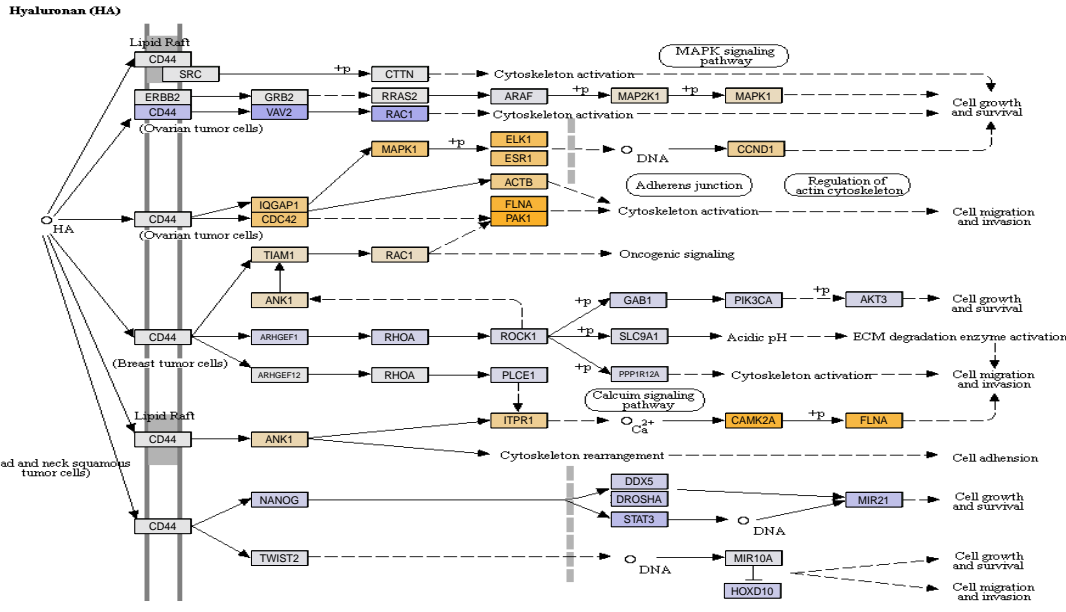 Hyaluronan (HA)
Lipid Raft
CD44
SRC
+p
CTTN
Cytoskeleton activation
MAPK signaling
pathway
ERBB2
GRB2
RRAS2
ARAF
+p
MAP2K1
+p
MAPK1
Cell growth
and survival
CD44
VAV2
RAC1
Cytoskeleton activation
(Ovarian tumor cells)
MAPK1
+p
ELK1
ESR1
DNA
CCND1
ACTB
Adherens junction
Regulation of
actin cytoskeleton
HA
CD44
IQGAP1
CDC42
FLNA
PAK1
Cytoskeleton activation
Cell migration
and invasion
(Ovarian tumor cells)
TIAM1
RAC1
Oncogenic signaling
ANK1
+p
GAB1
PIK3CA
+p
AKT3
Cell growth
and survival
CD44
ARHGEF1
RHOA
ROCK1
+p
SLC9A1
Acidic pH
ECM degradation enzyme activation
(Breast tumor cells)
ARHGEF12
RHOA
PLCE1
+p
PPP1R12A
Cytoskeleton activation
Cell migration
and invasion
Calcuim signaling
pathway
Lipid Raft
CD44
ANK1
ITPR1
Ca2+
CAMK2A
+p
FLNA
Cytoskeleton rearrangement
Cell adhension
ad and neck squamous
tumor cells)
CD44
NANOG
DDX5
DROSHA
STAT3
DNA
MIR21
Cell growth
and survival
TWIST2
DNA
MIR10A
HOXD10
Cell growth
and survival
Cell migration
and invasion